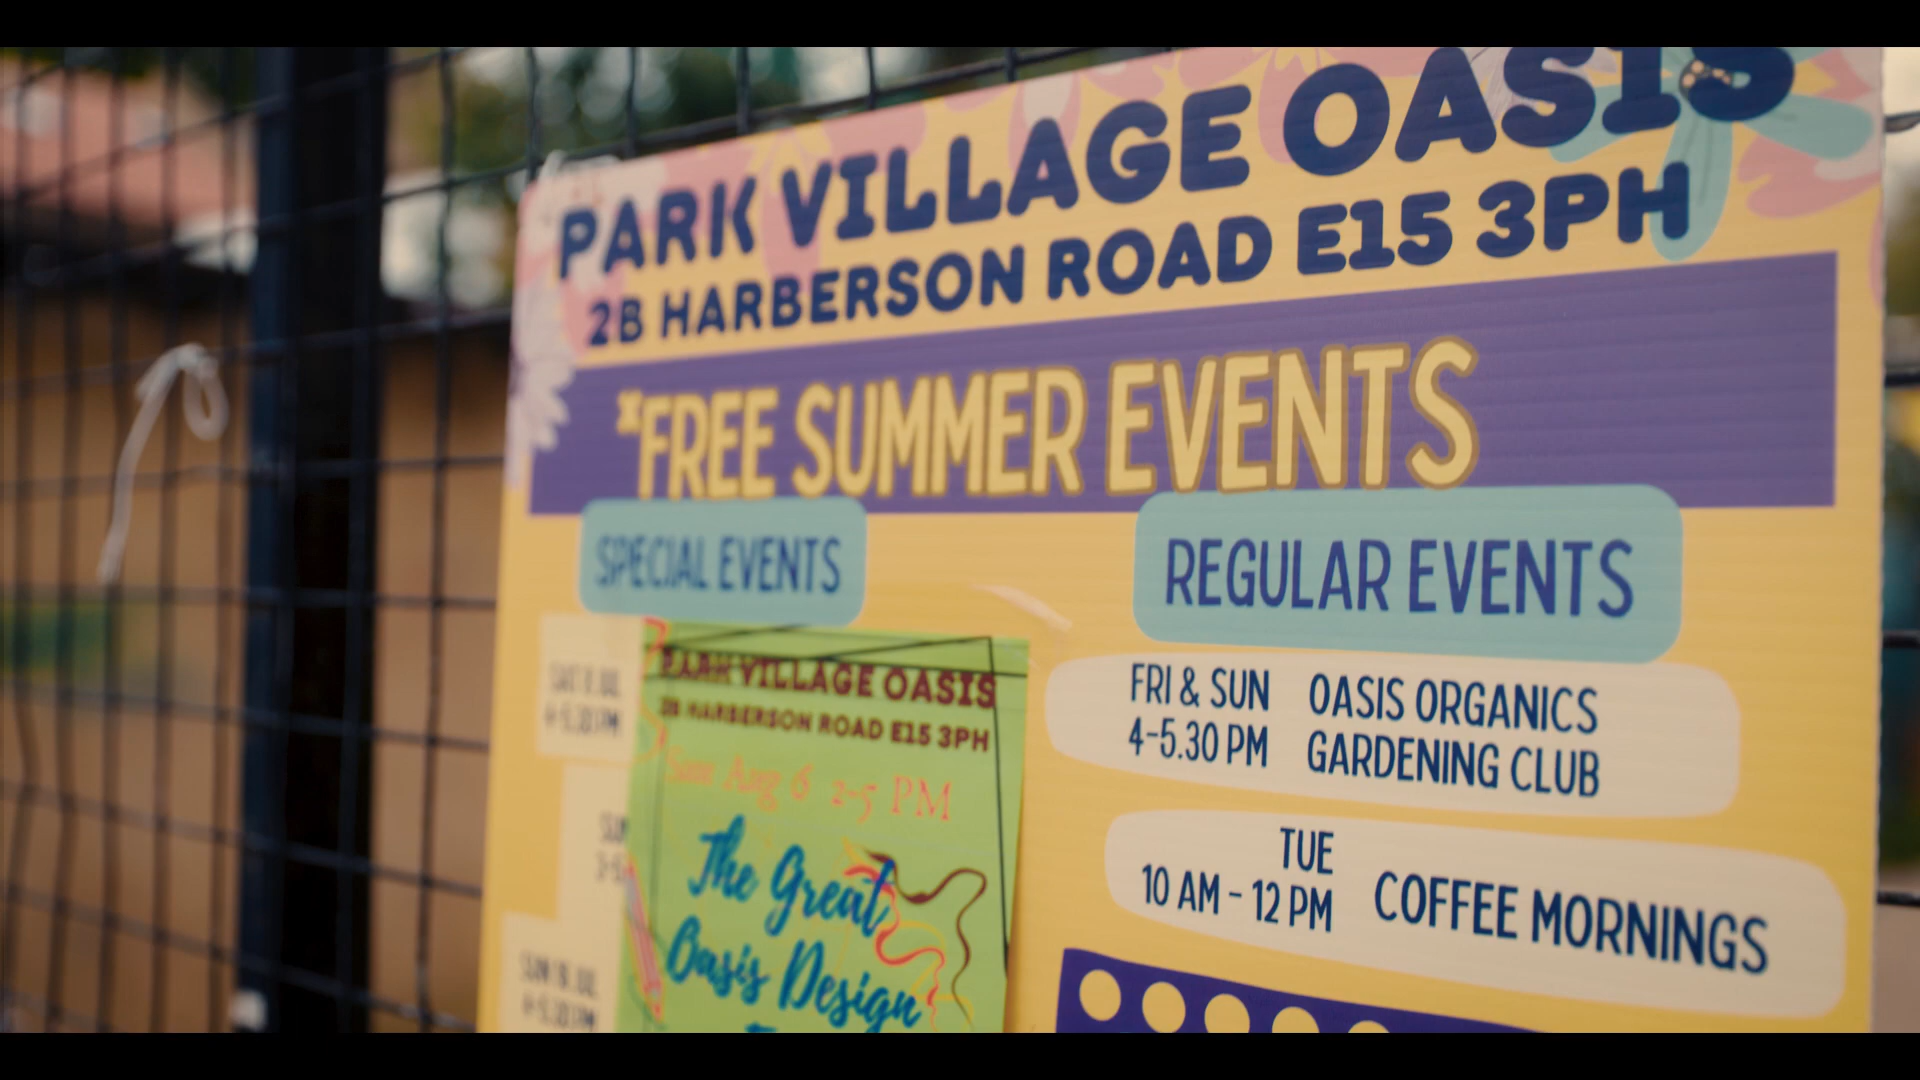 PARK VILLAGE OASIS
2B HARBERSON ROAD E15 3PH
*FREE SUMMER EVENTS
SPECIAL EVENTS
PARK VILLAGE OASIS
2B HARBERSON ROAD E15 3PH
Sun Aug 6 2-5 PM
The Great
Oasis Design
REGULAR EVENTS
FRI & SUN OASIS ORGANICS
4-5.30 PM GARDENING CLUB
TUE
10 AM - 12 PM COFFEE MORNINGS